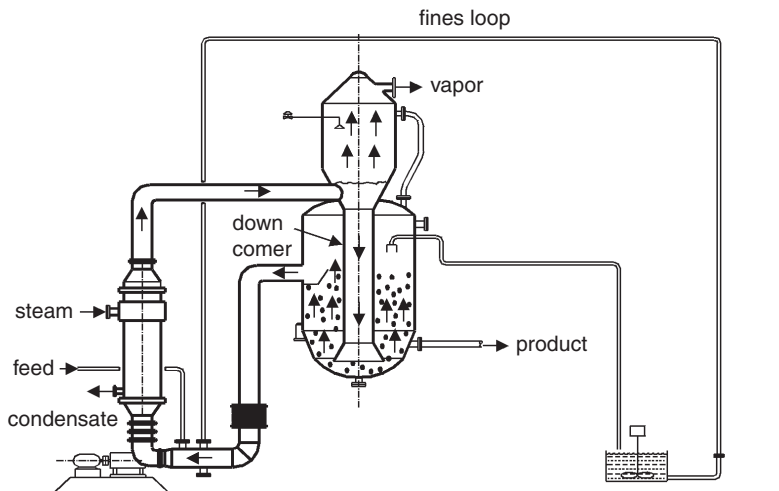 fines loop
vapor
down
comer
steam
product
feed
condensate